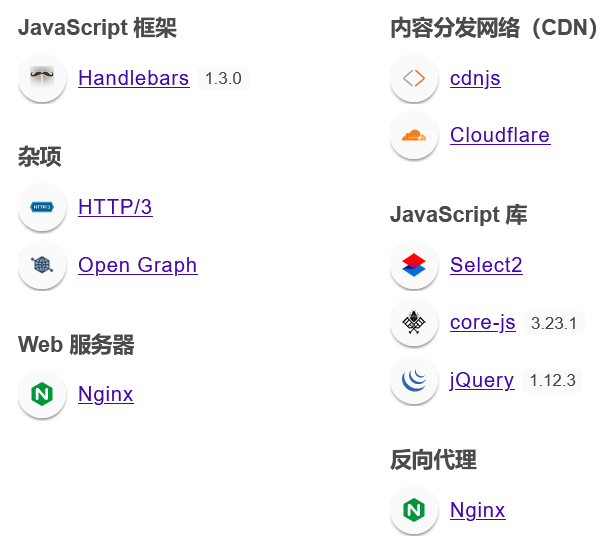 JavaScript 框架
Handlebars 1.3.0
杂项
HTTP/3
HTTP/3
Open Graph
Web 服务器
Nginx
内容分发网络（CDN）
cdnjs
Cloudflare
JavaScript 库
Select2
core-js 3.23.1
jQuery 1.12.3
反向代理
Nginx